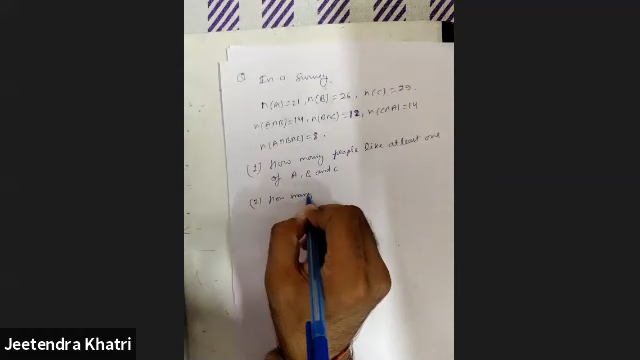 Q In a Survey,
n(A)=21, n(B)=26, n(C)=29.
n(A∩B)=14, n(B∩C)=12, n(C∩A)=14
n(A∩B∩C)=8.
(1) How many people like atleast one
of A, B and C
(2) How many
Jeetendra Khatri